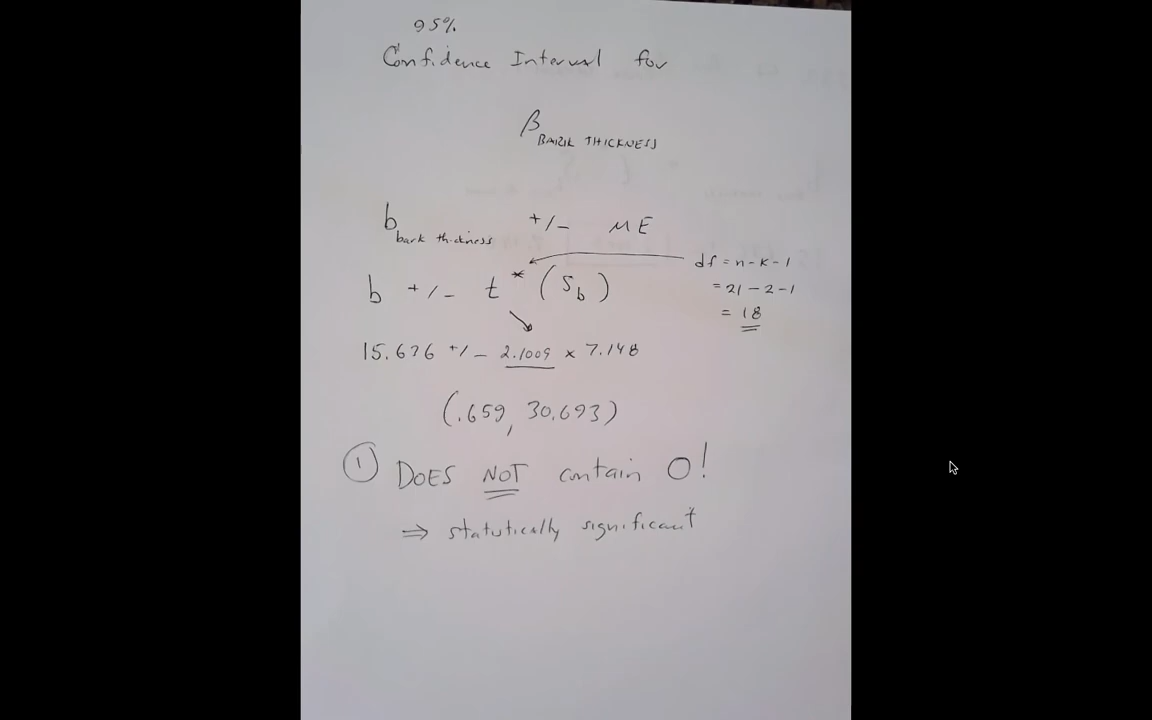 95%
Confidence Interval for
β BARK THICKNESS
b bark thickness +/- ME
df = n-k-1
b +/- t* (Sb)
= 21-2-1
= 18
15.676 +/- 2.1009 x 7.148
(.659, 30.693)
① DOES NOT contain 0!
⇒ statistically significant